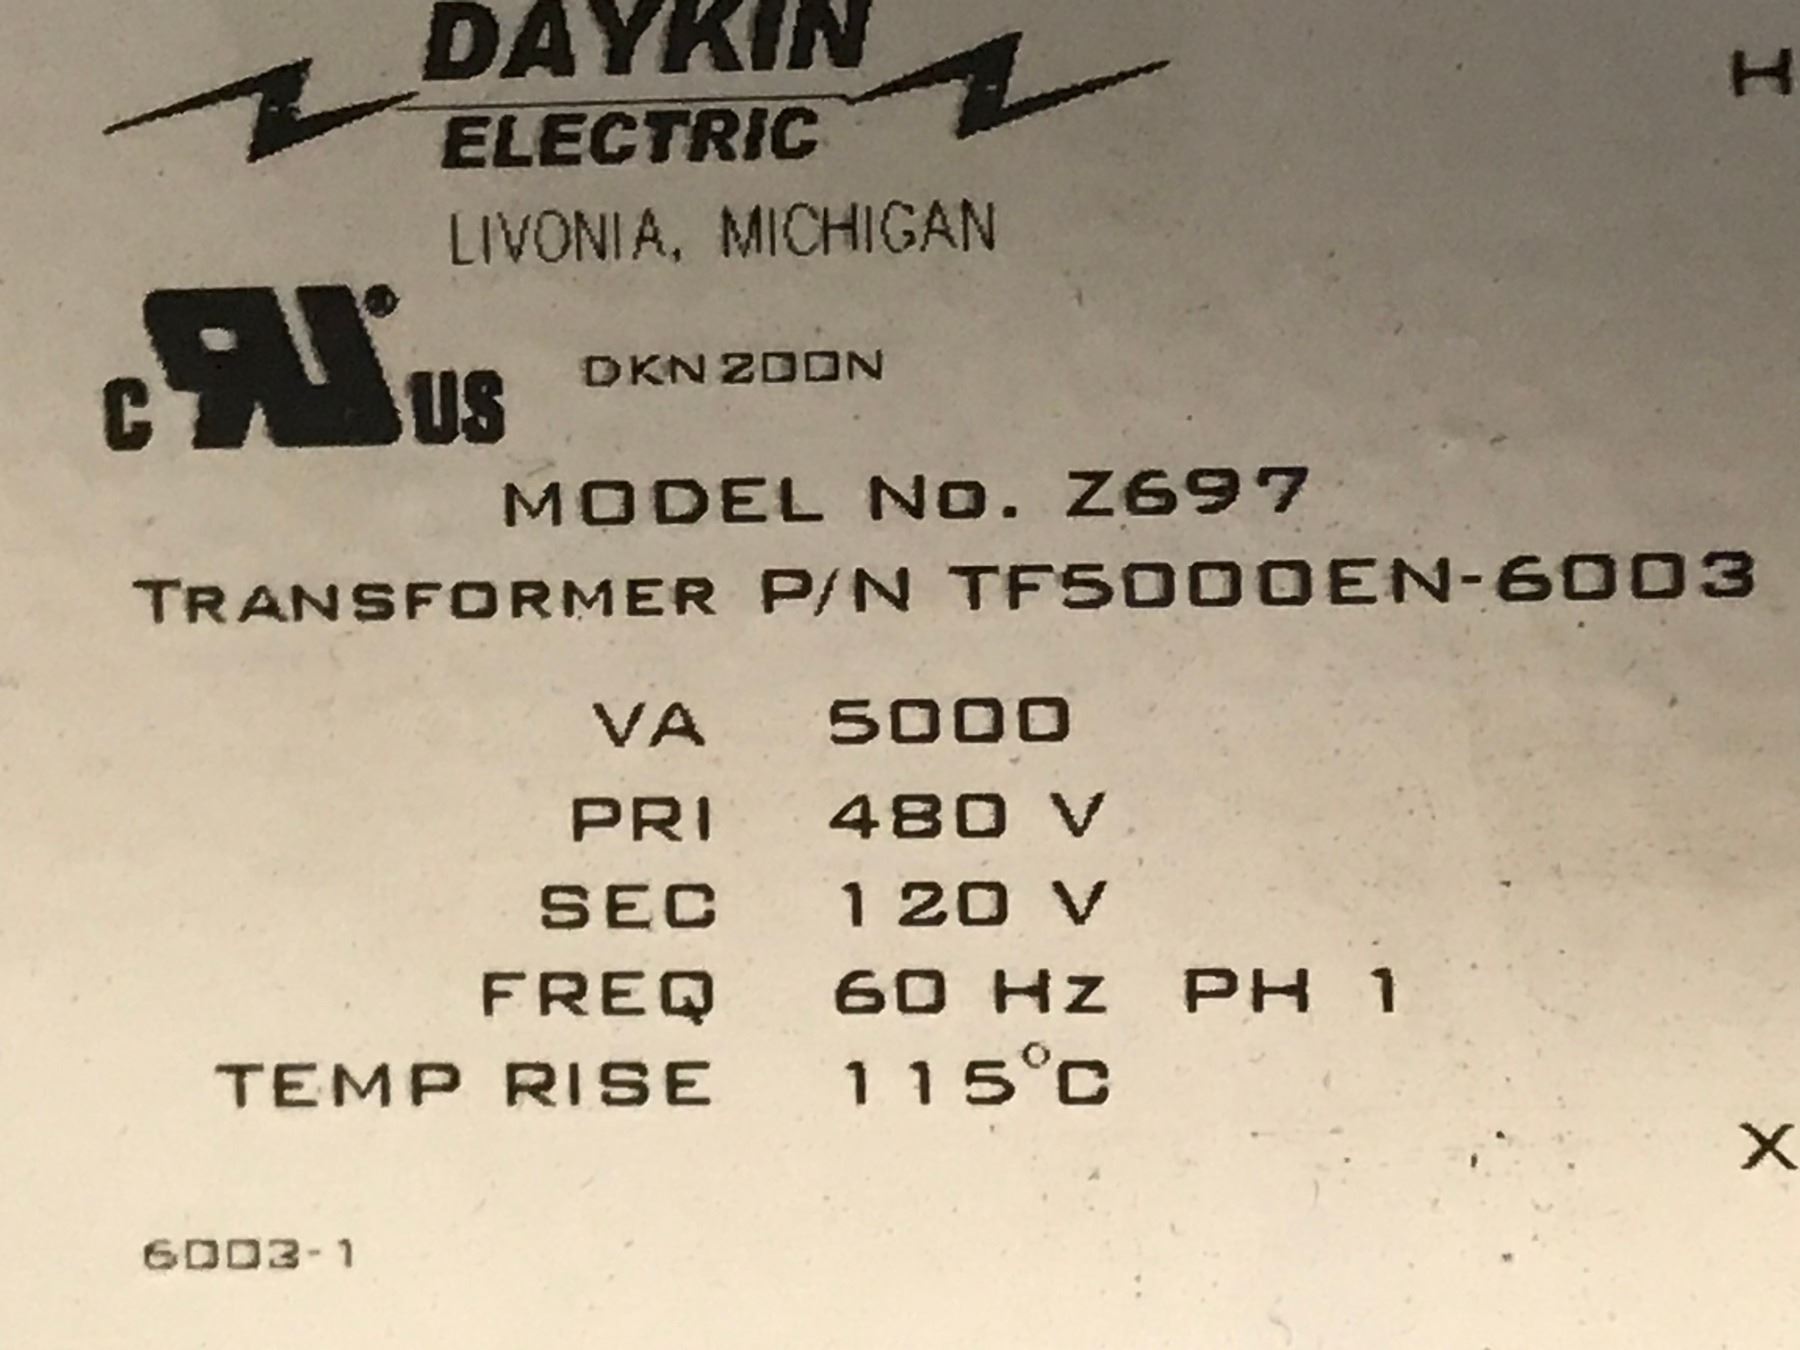 DAYKIN
ELECTRIC
LIVONIA, MICHIGAN
H
c RU® US DKN200N
MODEL No. Z697
TRANSFORMER P/N TF5000EN-6003
VA 5000
PRI 480 V
SEC 120 V
FREQ 60 Hz PH 1
TEMP RISE 115°C
X
6003-1